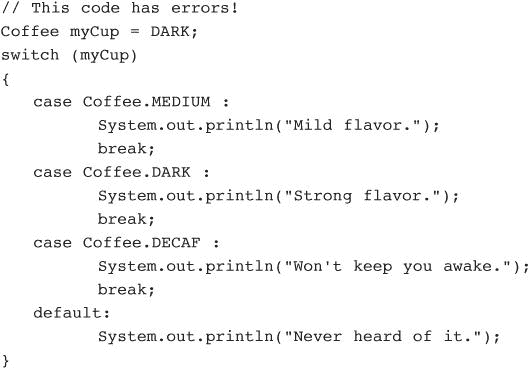 // This code has errors!
Coffee myCup = DARK;
switch (myCup)
{
    case Coffee.MEDIUM :
            System.out.println("Mild flavor.");
            break;
    case Coffee.DARK :
            System.out.println("Strong flavor.");
            break;
    case Coffee.DECAF :
            System.out.println("Won't keep you awake.");
            break;
    default:
            System.out.println("Never heard of it.");
}